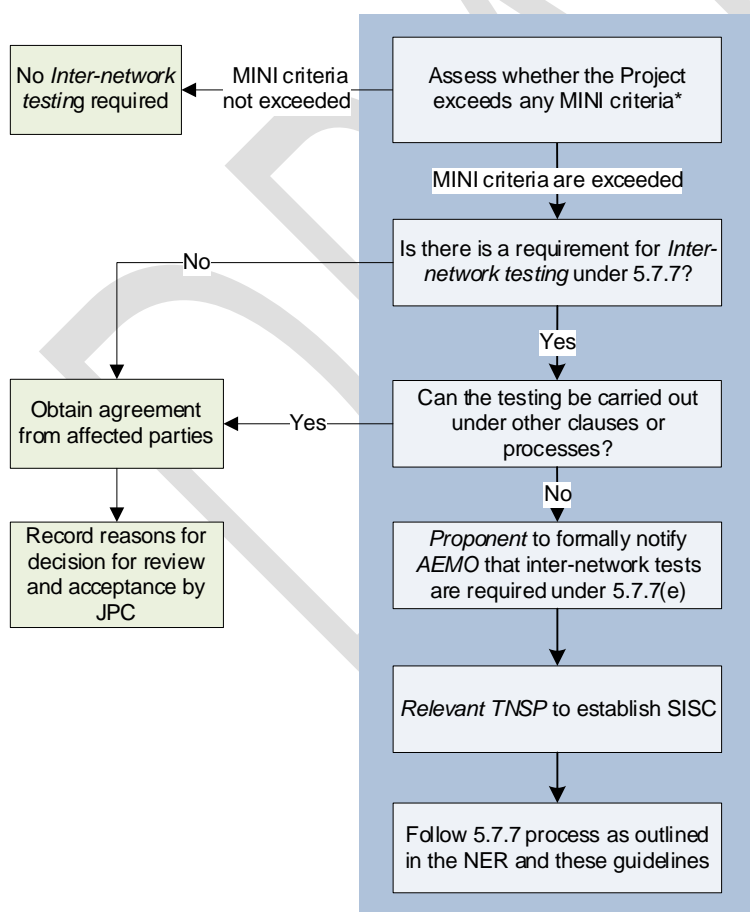 No Inter-network
testing required
MINI criteria
not exceeded
Assess whether the Project
exceeds any MINI criteria*
MINI criteria are exceeded
Is there is a requirement for Inter-
network testing under 5.7.7?
No
Yes
Can the testing be carried out
under other clauses or
processes?
Yes
Obtain agreement
from affected parties
No
Record reasons for
decision for review
and acceptance by
JPC
Proponent to formally notify
AEMO that inter-network tests
are required under 5.7.7(e)
Relevant TNSP to establish SISC
Follow 5.7.7 process as outlined
in the NER and these guidelines